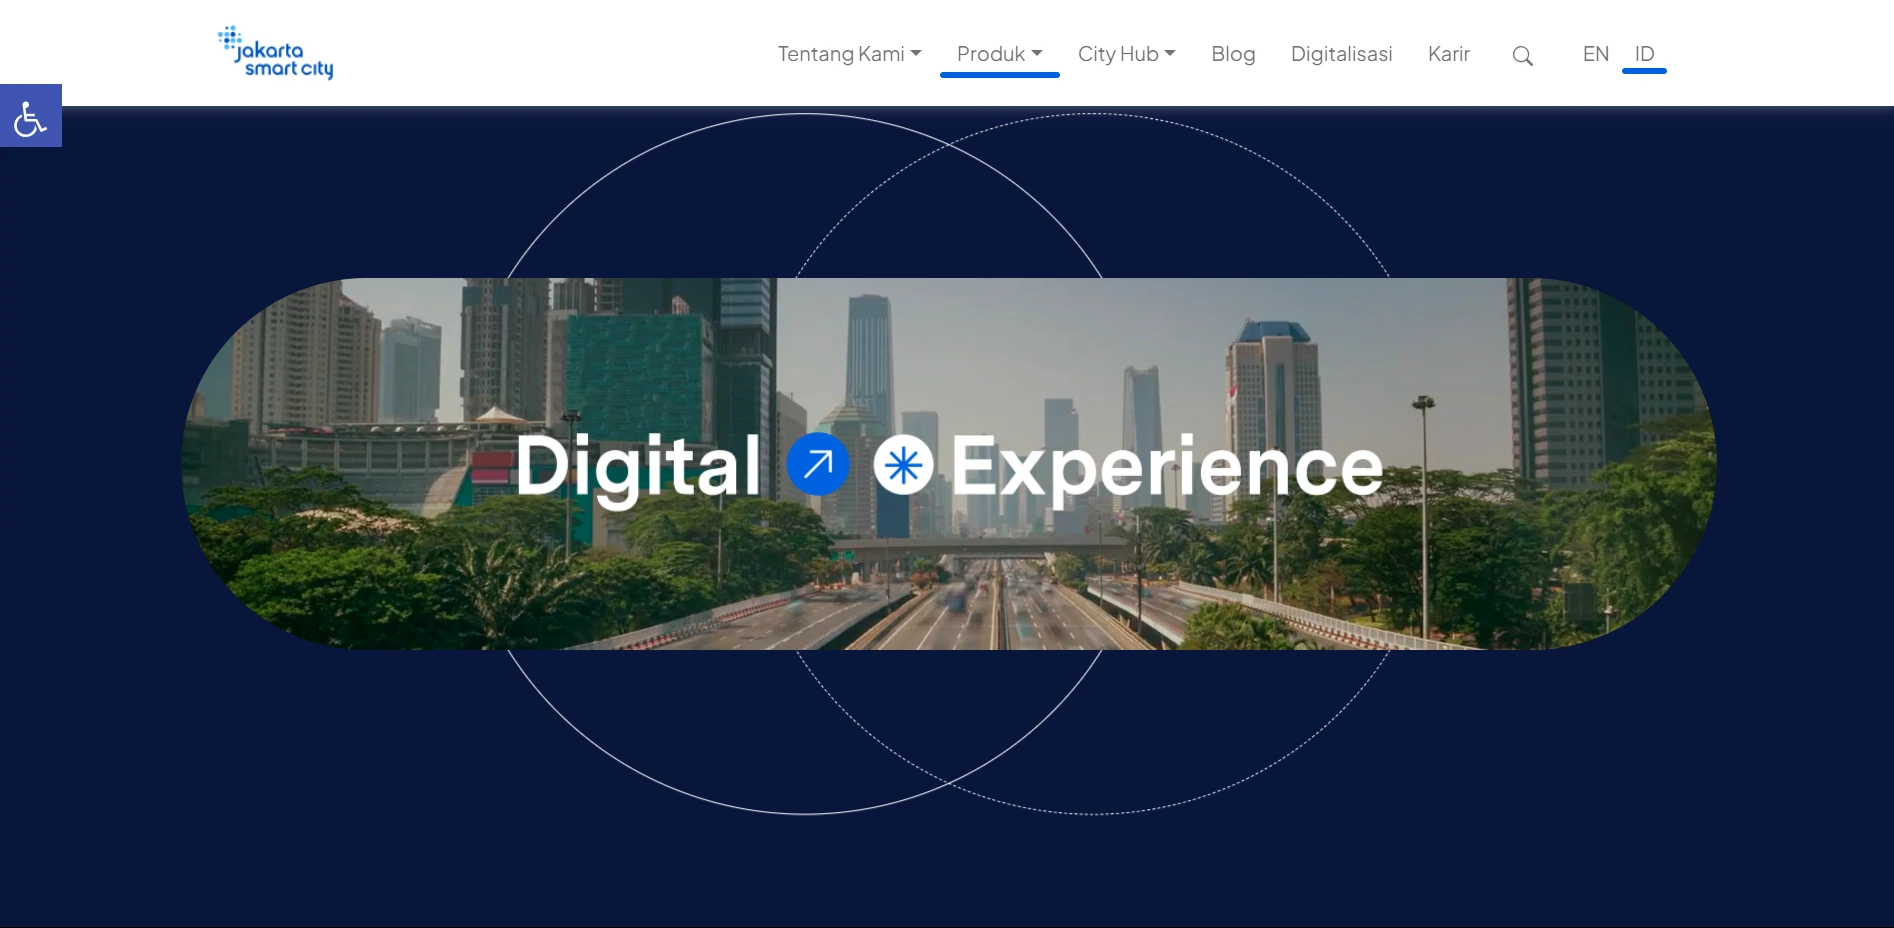 jakarta
smart city
Tentang Kami Produk City Hub Blog Digitalisasi Karir EN ID
Digital Experience